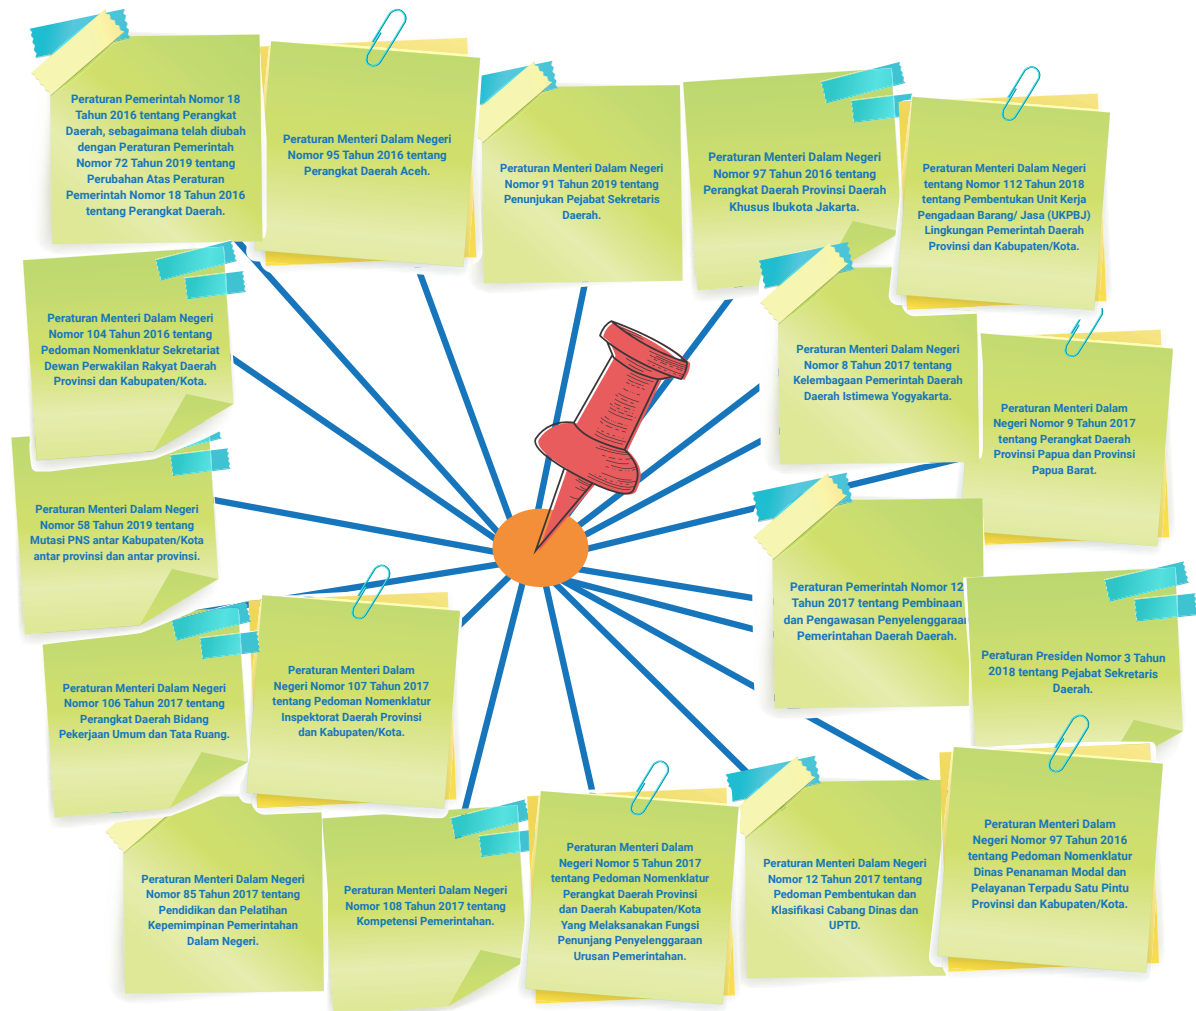 Peraturan Pemerintah Nomor 18
Tahun 2016 tentang Perangkat
Daerah, sebagaimana telah diubah
dengan Peraturan Pemerintah
Nomor 72 Tahun 2019 tentang
Perubahan Atas Peraturan
Pemerintah Nomor 18 Tahun 2016
tentang Perangkat Daerah.
Peraturan Menteri Dalam Negeri
Nomor 95 Tahun 2016 tentang
Perangkat Daerah Aceh.
Peraturan Menteri Dalam Negeri
Nomor 91 Tahun 2019 tentang
Penunjukan Pejabat Sekretaris
Daerah.
Peraturan Menteri Dalam Negeri
Nomor 97 Tahun 2016 tentang
Perangkat Daerah Provinsi Daerah
Khusus Ibukota Jakarta.
Peraturan Menteri Dalam Negeri
tentang Nomor 112 Tahun 2018
tentang Pembentukan Unit Kerja
Pengadaan Barang/ Jasa (UKPBJ)
Lingkungan Pemerintah Daerah
Provinsi dan Kabupaten/Kota.
Peraturan Menteri Dalam Negeri
Nomor 104 Tahun 2016 tentang
Pedoman Nomenklatur Sekretariat
Dewan Perwakilan Rakyat Daerah
Provinsi dan Kabupaten/Kota.
Peraturan Menteri Dalam Negeri
Nomor 8 Tahun 2017 tentang
Kelembagaan Pemerintah Daerah
Daerah Istimewa Yogyakarta.
Peraturan Menteri Dalam
Negeri Nomor 9 Tahun 2017
tentang Perangkat Daerah
Provinsi Papua dan Provinsi
Papua Barat.
Peraturan Menteri Dalam Negeri
Nomor 58 Tahun 2019 tentang
Mutasi PNS antar Kabupaten/Kota
antar provinsi dan antar provinsi.
Peraturan Pemerintah Nomor 12
Tahun 2017 tentang Pembinaan
dan Pengawasan Penyelenggaraan
Pemerintahan Daerah Daerah.
Peraturan Presiden Nomor 3 Tahun
2018 tentang Pejabat Sekretaris
Daerah.
Peraturan Menteri Dalam Negeri
Nomor 106 Tahun 2017 tentang
Perangkat Daerah Bidang
Pekerjaan Umum dan Tata Ruang.
Peraturan Menteri Dalam
Negeri Nomor 107 Tahun 2017
tentang Pedoman Nomenklatur
Inspektorat Daerah Provinsi
dan Kabupaten/Kota.
Peraturan Menteri Dalam Negeri
Nomor 85 Tahun 2017 tentang
Pendidikan dan Pelatihan
Kepemimpinan Pemerintahan
Dalam Negeri.
Peraturan Menteri Dalam Negeri
Nomor 108 Tahun 2017 tentang
Kompetensi Pemerintahan.
Peraturan Menteri Dalam
Negeri Nomor 5 Tahun 2017
tentang Pedoman Nomenklatur
Perangkat Daerah Provinsi
dan Daerah Kabupaten/Kota
Yang Melaksanakan Fungsi
Penunjang Penyelenggaraan
Urusan Pemerintahan.
Peraturan Menteri Dalam Negeri
Nomor 12 Tahun 2017 tentang
Pedoman Pembentukan dan
Klasifikasi Cabang Dinas dan
UPTD.
Peraturan Menteri Dalam
Negeri Nomor 97 Tahun 2016
tentang Pedoman Nomenklatur
Dinas Penanaman Modal dan
Pelayanan Terpadu Satu Pintu
Provinsi dan Kabupaten/Kota.